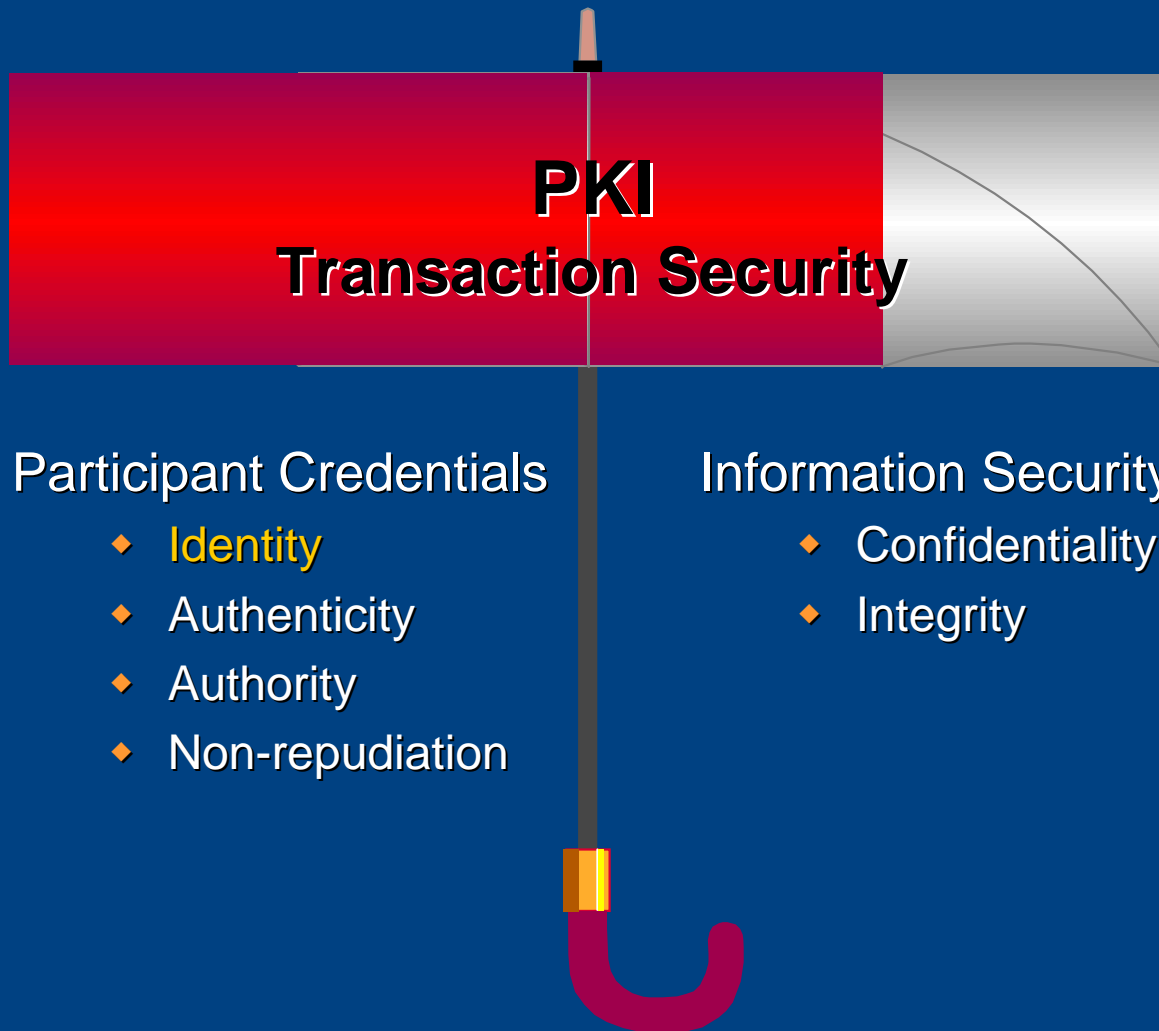 PKI
Transaction Security
Participant Credentials
Identity
Authenticity
Authority
Non-repudiation
Information Security
Confidentiality
Integrity